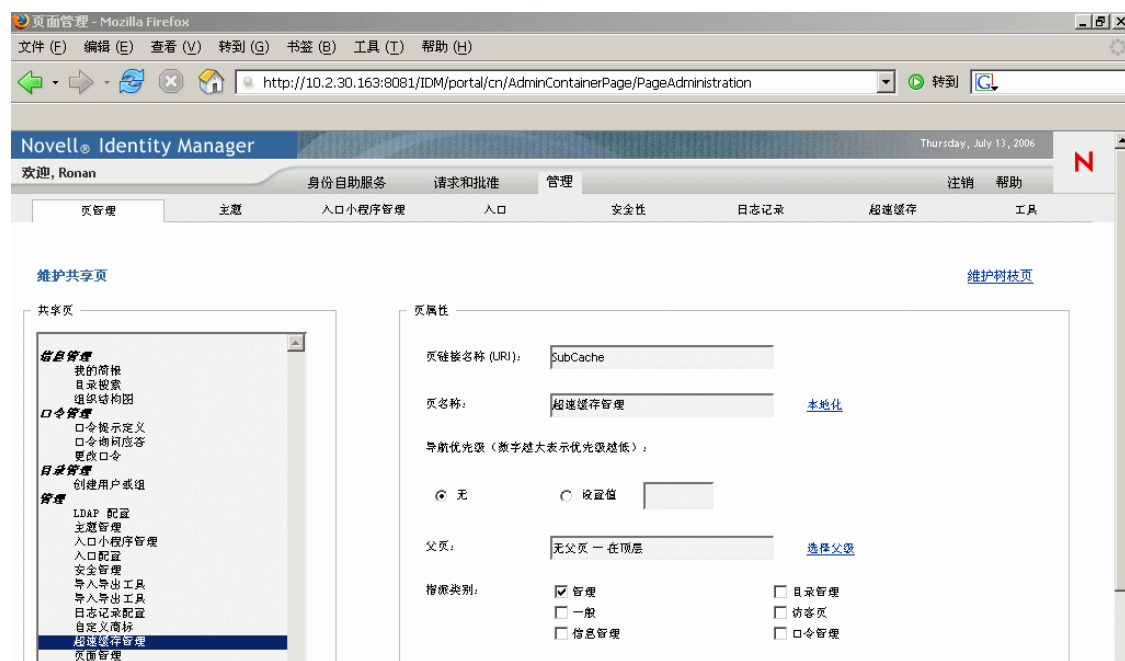 页面管理 - Mozilla Firefox
文件 (F) 编辑 (E) 查看 (V) 转到 (G) 书签 (B) 工具 (T) 帮助 (H)
http://10.2.30.163:8081/IDM/portal/cn/AdminContainerPage/PageAdministration 转到 G
Novell® Identity Manager Thursday, July 13, 2006 N
欢迎, Ronan 身份自助服务 请求和批准 管理 注销 帮助
页管理 主题 入口小程序管理 入口 安全性 日志记录 超速缓存 工具
维护共享页 维护树枝页
共享页 页属性
信息管理
我的简报
目录搜索
组织结构图
口令管理
口令提示定义
口令询问应答
更改口令
目录管理
创建用户或组
管理
LDAP 配置
主题管理
入口小程序管理
入口配置
安全管理
导入导出工具
导入导出工具
日志记录配置
自定义商标
超速缓存管理
页面管理
页链接名称 (URI): SubCache
页名称: 超速缓存管理 本地化
导航优先级（数字越大表示优先级越低）:
无 设置值
父页: 无父页 — 在顶层 选择父级
指派类别: 管理 目录管理
一般 访客页
信息管理 口令管理